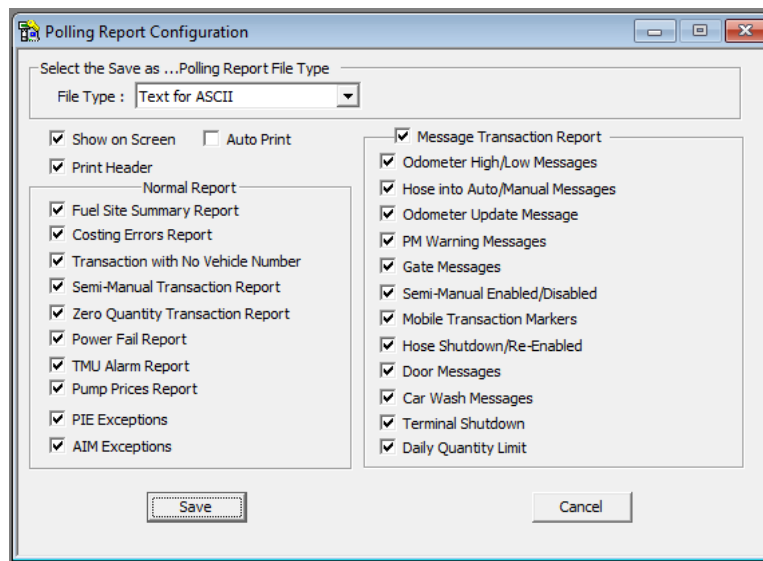 Polling Report Configuration
Select the Save as ...Polling Report File Type
File Type : Text for ASCII
Show on Screen Auto Print
Print Header
Normal Report
Fuel Site Summary Report
Costing Errors Report
Transaction with No Vehicle Number
Semi-Manual Transaction Report
Zero Quantity Transaction Report
Power Fail Report
TMU Alarm Report
Pump Prices Report
PIE Exceptions
AIM Exceptions
Message Transaction Report
Odometer High/Low Messages
Hose into Auto/Manual Messages
Odometer Update Message
PM Warning Messages
Gate Messages
Semi-Manual Enabled/Disabled
Mobile Transaction Markers
Hose Shutdown/Re-Enabled
Door Messages
Car Wash Messages
Terminal Shutdown
Daily Quantity Limit
Save Cancel